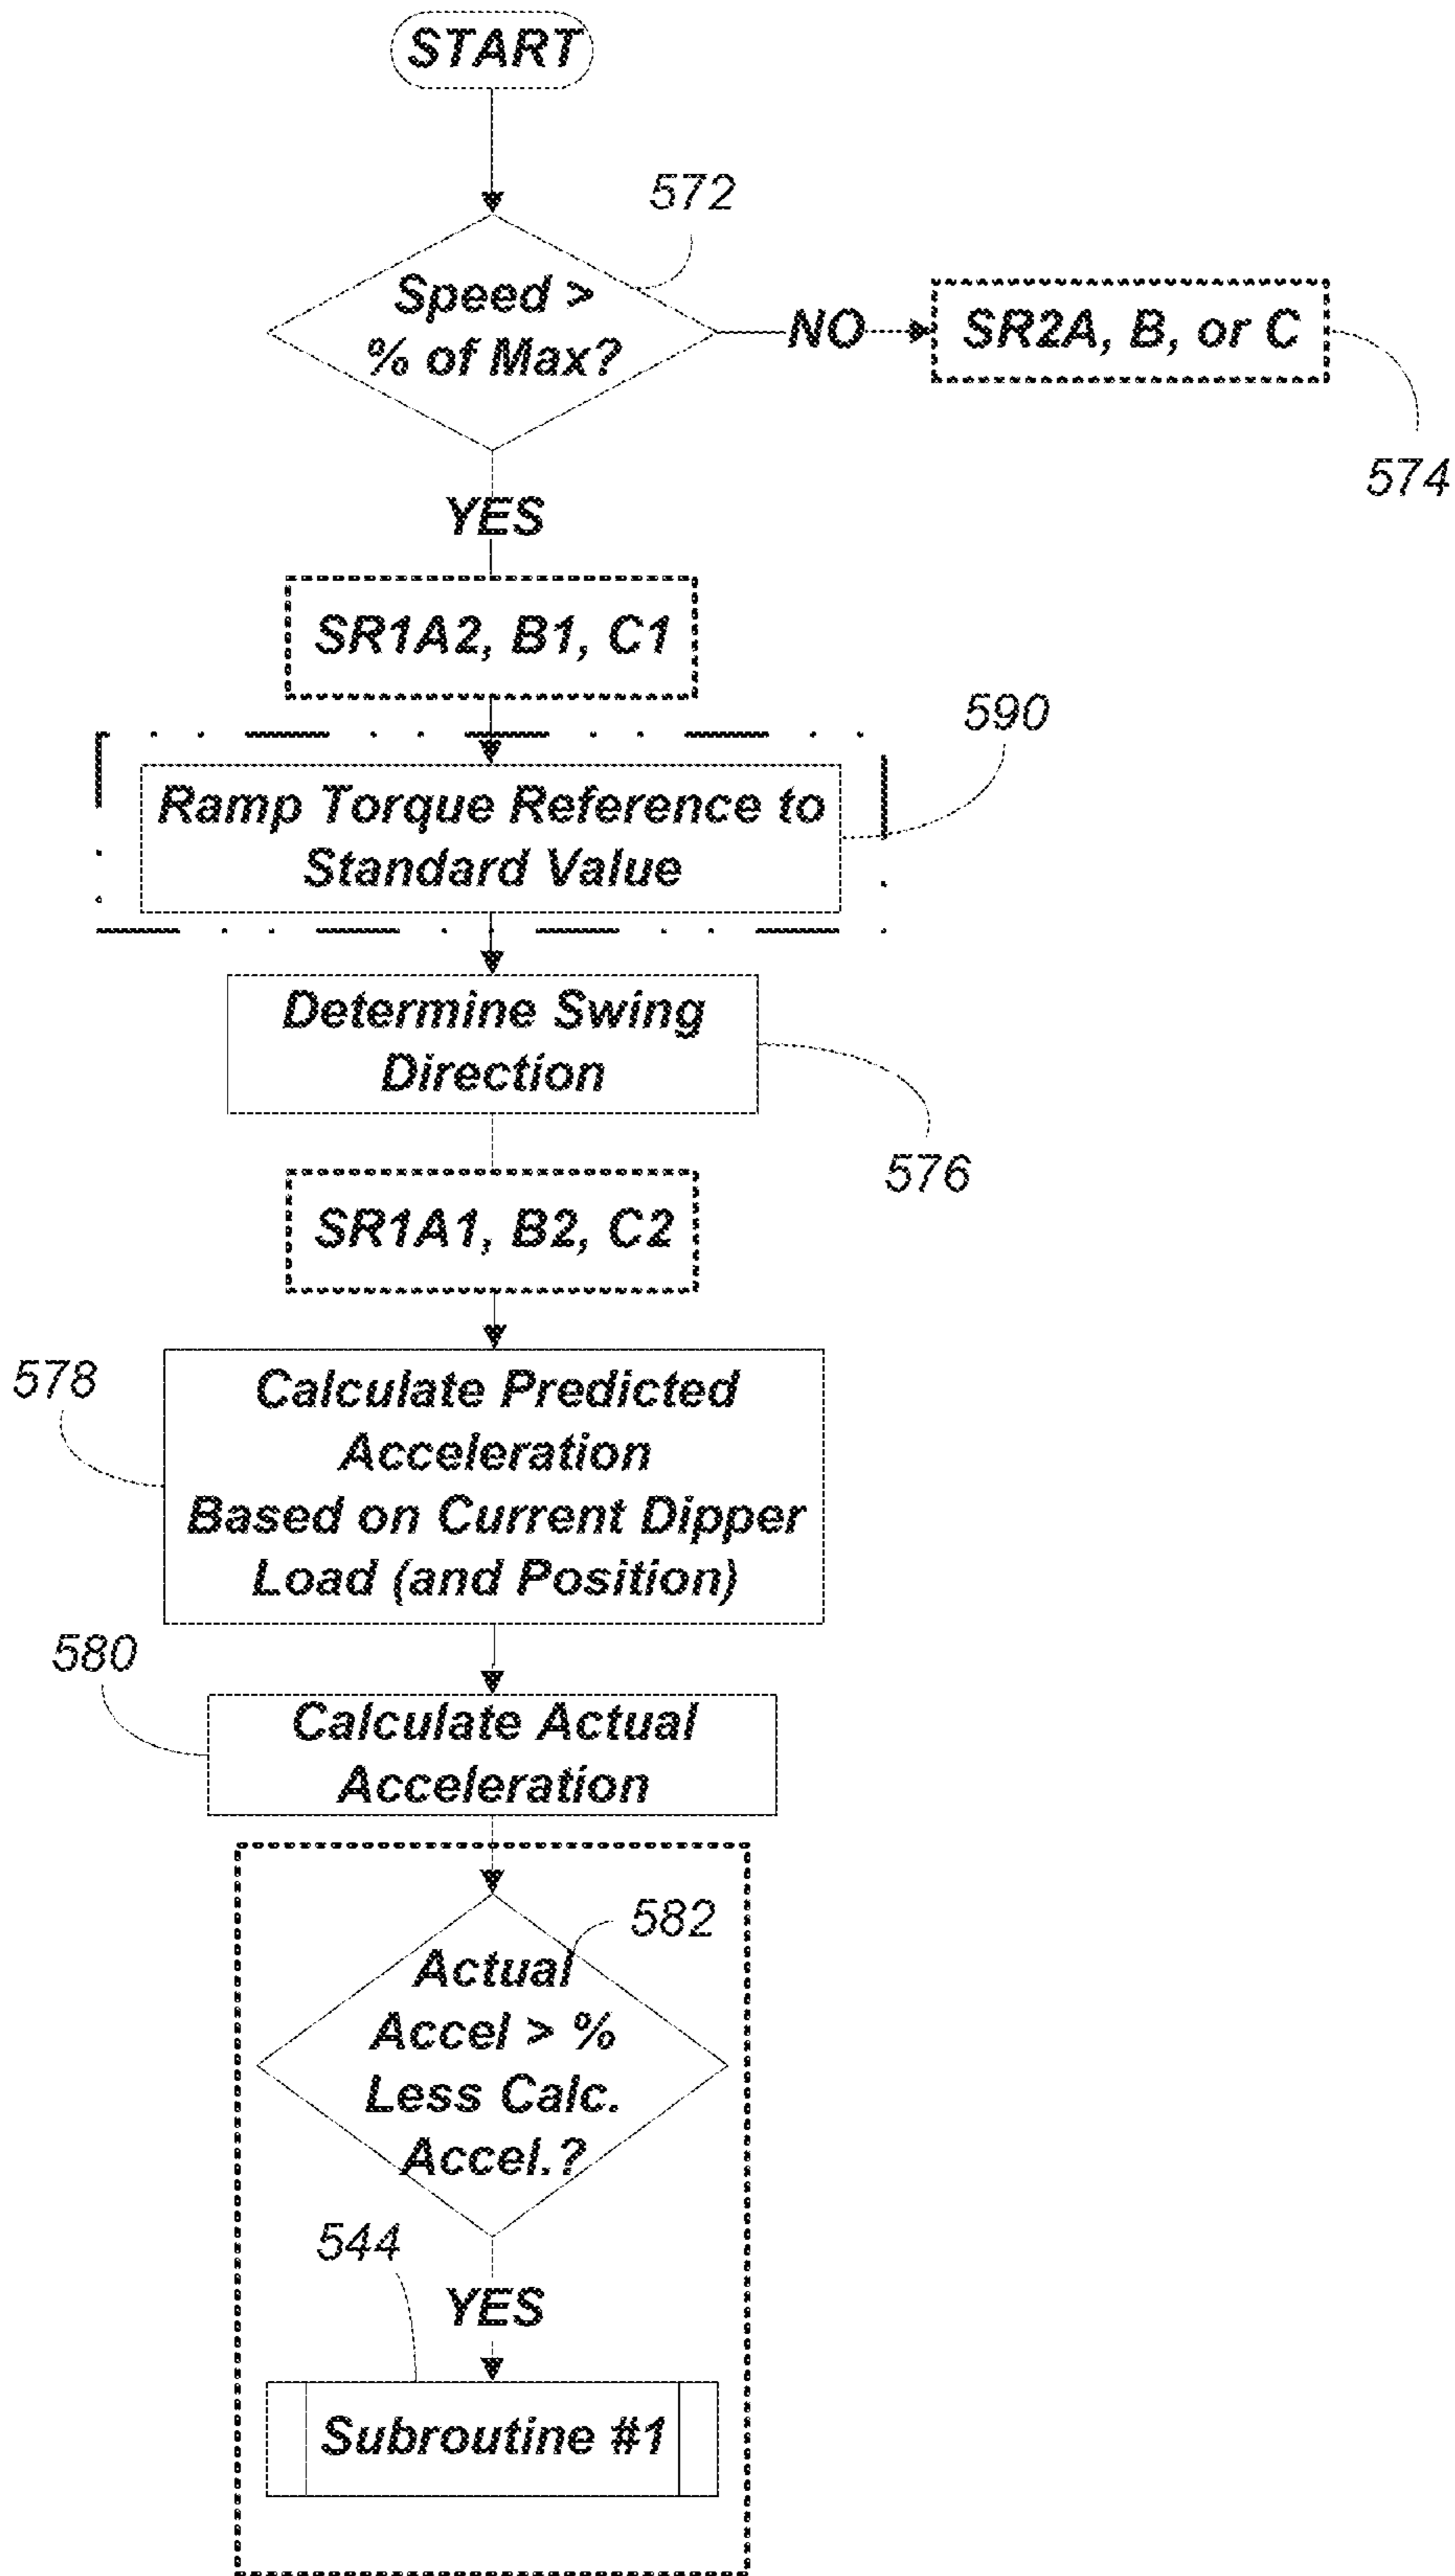 START
572
Speed >
% of Max?
NO
SR2A, B, or C
574
YES
SR1A2, B1, C1
590
Ramp Torque Reference to
Standard Value
Determine Swing
Direction
576
SR1A1, B2, C2
578
Calculate Predicted
Acceleration
Based on Current Dipper
Load (and Position)
580
Calculate Actual
Acceleration
582
Actual
Accel > %
Less Calc.
Accel.?
544
YES
Subroutine #1